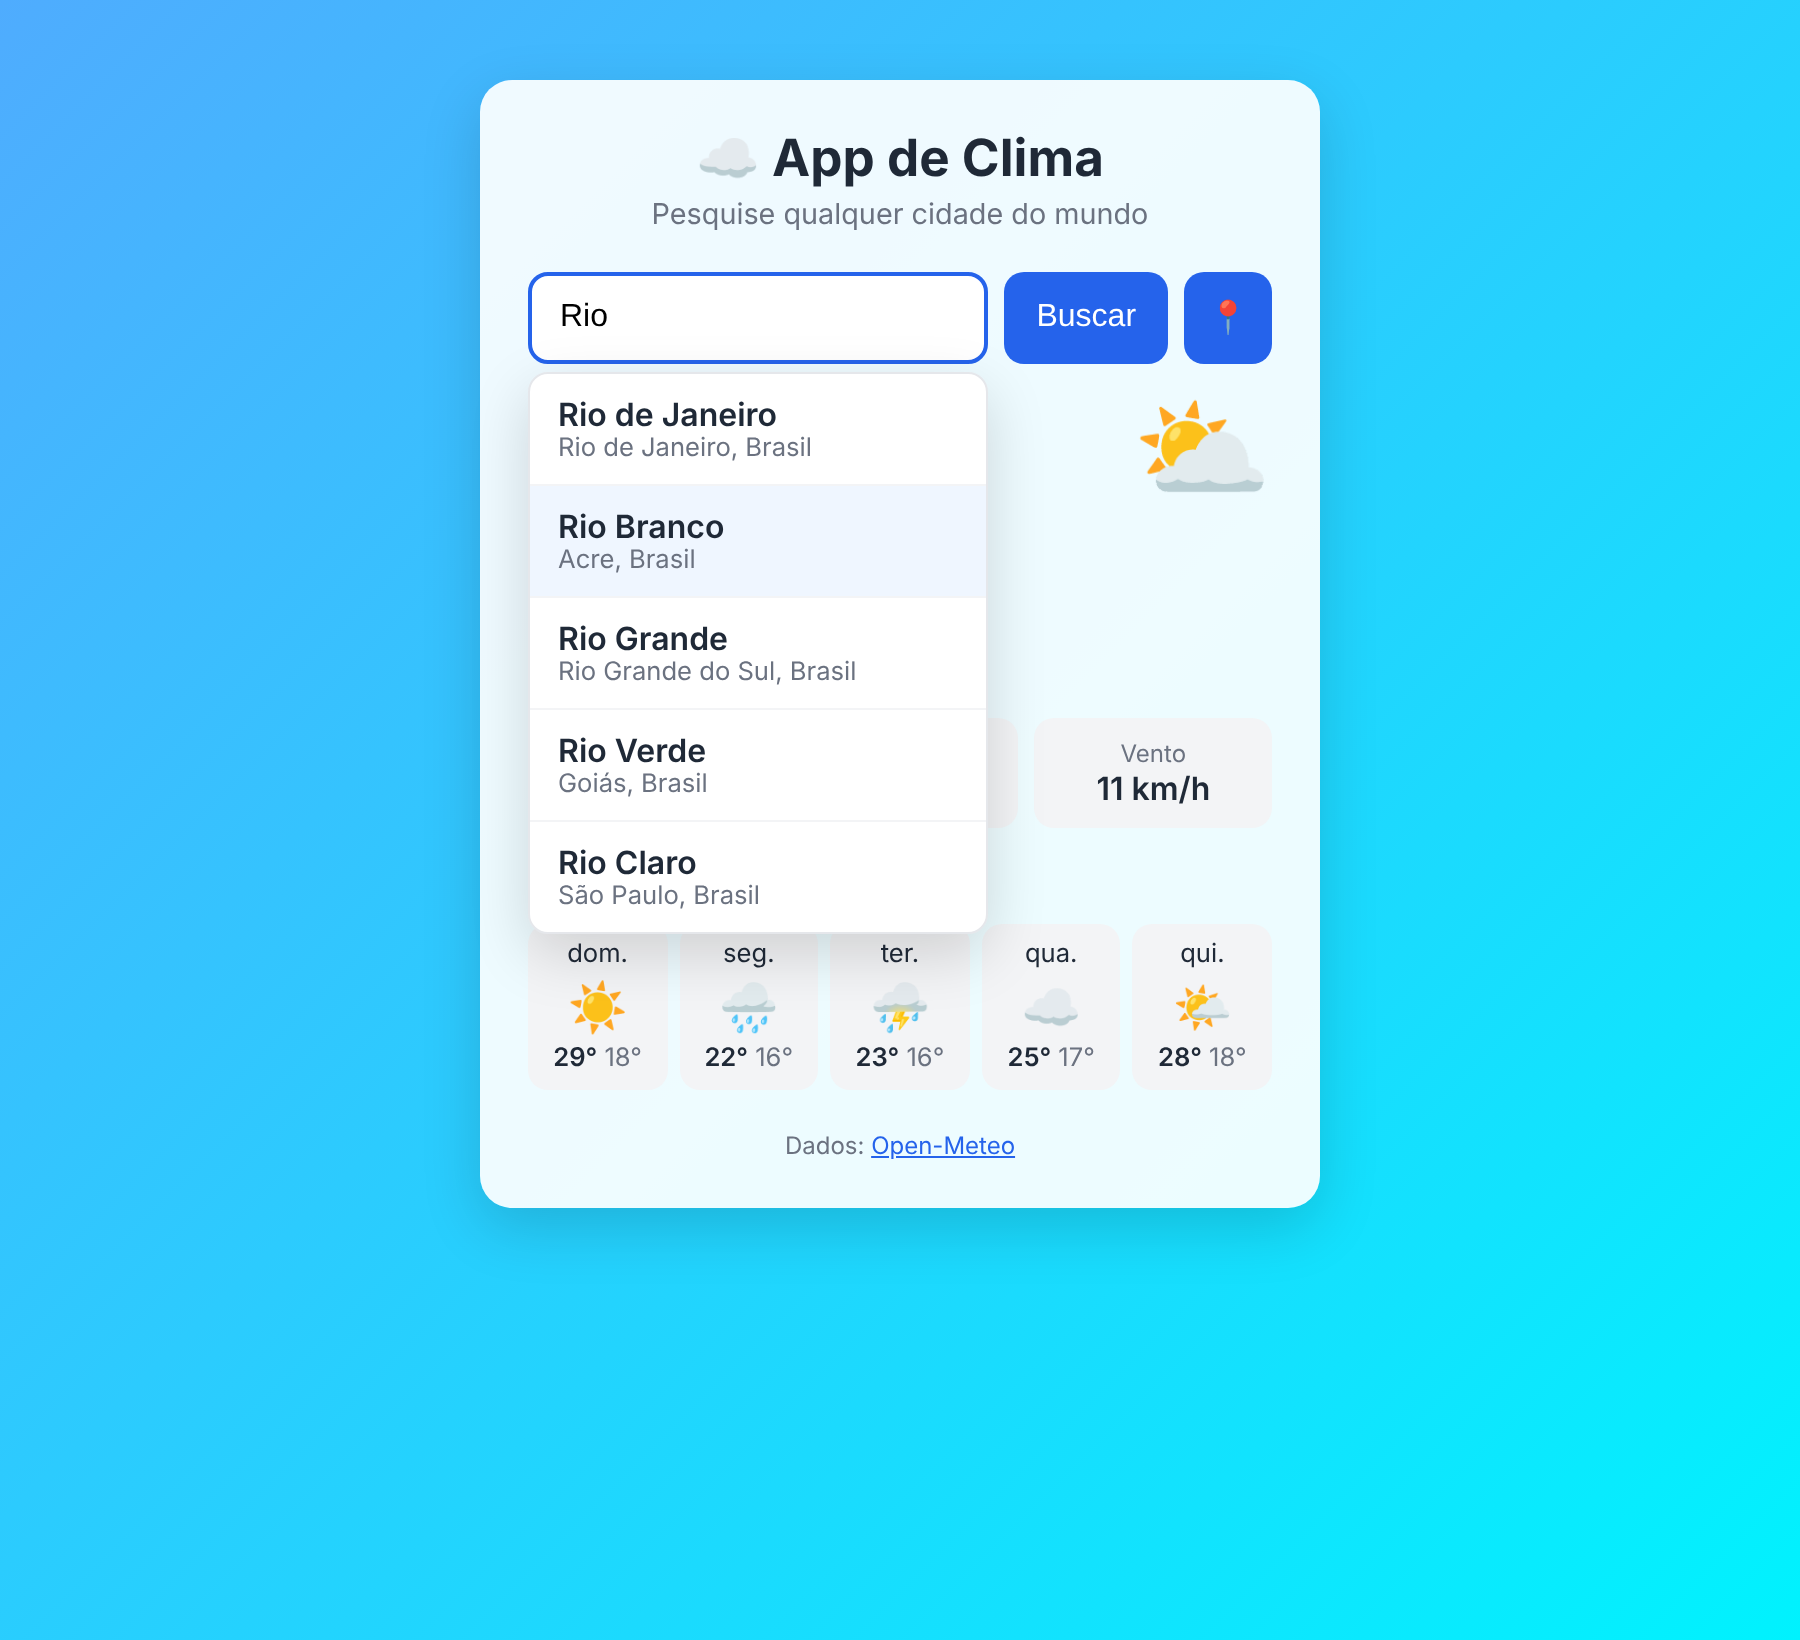 App de Clima
Pesquise qualquer cidade do mundo
Rio
Buscar
Rio de Janeiro
Rio de Janeiro, Brasil
Rio Branco
Acre, Brasil
Rio Grande
Rio Grande do Sul, Brasil
Rio Verde
Goiás, Brasil
Rio Claro
São Paulo, Brasil
Vento
11 km/h
dom. seg. ter. qua. qui.
29° 18° 22° 16° 23° 16° 25° 17° 28° 18°
Dados: Open-Meteo